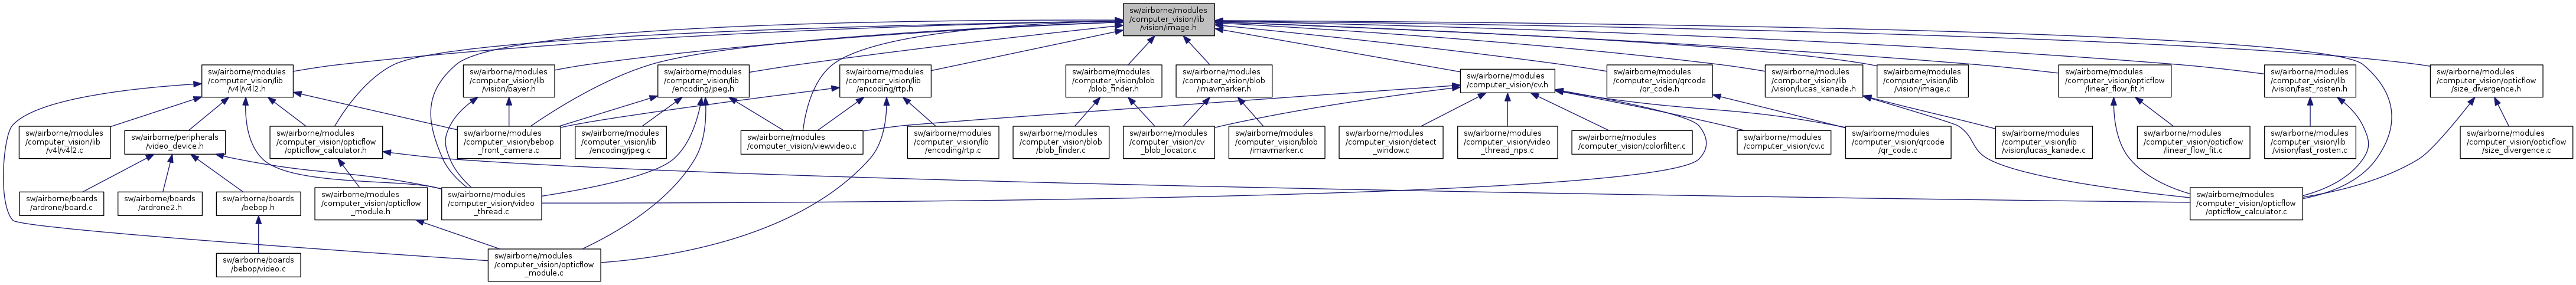 sw/airborne/modules
/computer_vision/lib
/vision/image.h
sw/airborne/modules
/computer_vision/lib
/v4l/v4l2.h
sw/airborne/modules
/computer_vision/lib
/vision/bayer.h
sw/airborne/modules
/computer_vision/lib
/encoding/jpeg.h
sw/airborne/modules
/computer_vision/lib
/encoding/rtp.h
sw/airborne/modules
/computer_vision/blob
/blob_finder.h
sw/airborne/modules
/computer_vision/blob
/imavmarker.h
sw/airborne/modules
/computer_vision/cv.h
sw/airborne/modules
/computer_vision/qrcode
/qr_code.h
sw/airborne/modules
/computer_vision/lib
/vision/lucas_kanade.h
sw/airborne/modules
/computer_vision/lib
/vision/image.c
sw/airborne/modules
/computer_vision/opticflow
/linear_flow_fit.h
sw/airborne/modules
/computer_vision/lib
/vision/fast_rosten.h
sw/airborne/modules
/computer_vision/opticflow
/size_divergence.h
sw/airborne/modules
/computer_vision/lib
/v4l/v4l2.c
sw/airborne/peripherals
/video_device.h
sw/airborne/modules
/computer_vision/opticflow
/opticflow_calculator.h
sw/airborne/modules
/computer_vision/bebop
_front_camera.c
sw/airborne/modules
/computer_vision/lib
/encoding/jpeg.c
sw/airborne/modules
/computer_vision/viewvideo.c
sw/airborne/modules
/computer_vision/lib
/encoding/rtp.c
sw/airborne/modules
/computer_vision/blob
/blob_finder.c
sw/airborne/modules
/computer_vision/cv
_blob_locator.c
sw/airborne/modules
/computer_vision/blob
/imavmarker.c
sw/airborne/modules
/computer_vision/detect
_window.c
sw/airborne/modules
/computer_vision/video
_thread_nps.c
sw/airborne/modules
/computer_vision/colorfilter.c
sw/airborne/modules
/computer_vision/cv.c
sw/airborne/modules
/computer_vision/qrcode
/qr_code.c
sw/airborne/modules
/computer_vision/lib
/vision/lucas_kanade.c
sw/airborne/modules
/computer_vision/opticflow
/linear_flow_fit.c
sw/airborne/modules
/computer_vision/lib
/vision/fast_rosten.c
sw/airborne/modules
/computer_vision/opticflow
/size_divergence.c
sw/airborne/boards
/ardrone/board.c
sw/airborne/boards
/ardrone2.h
sw/airborne/boards
/bebop.h
sw/airborne/modules
/computer_vision/opticflow
_module.h
sw/airborne/modules
/computer_vision/video
_thread.c
sw/airborne/modules
/computer_vision/opticflow
/opticflow_calculator.c
sw/airborne/boards
/bebop/video.c
sw/airborne/modules
/computer_vision/opticflow
_module.c